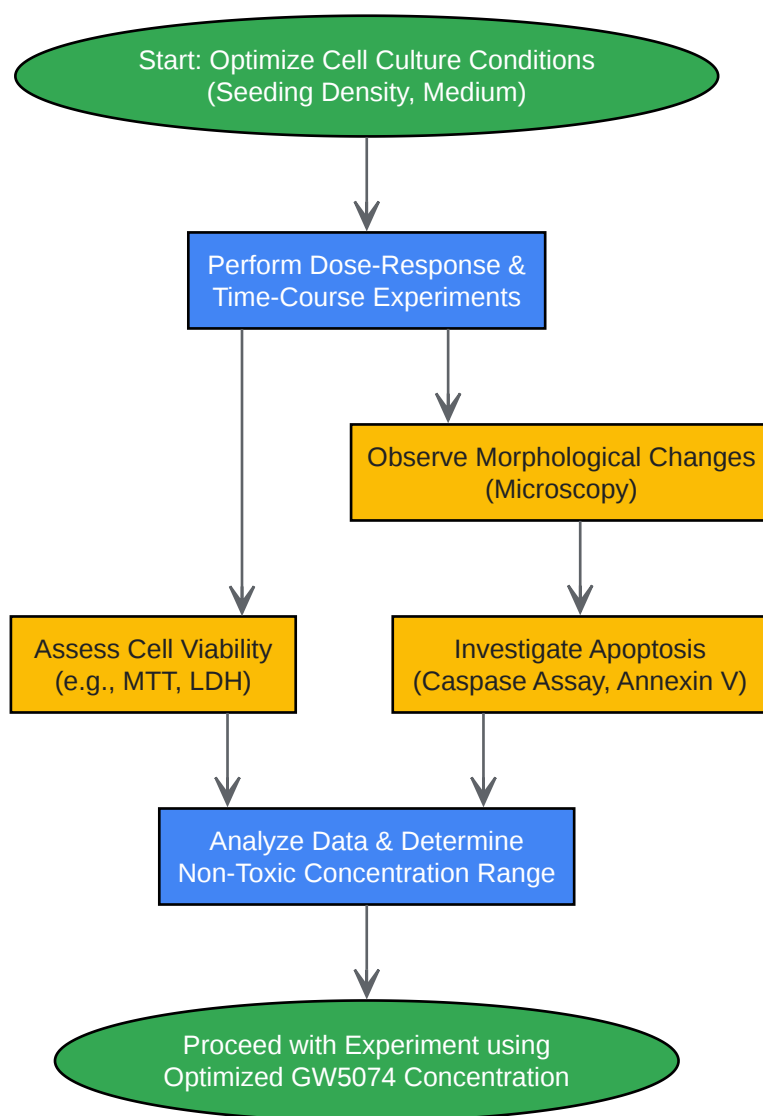 Start: Optimize Cell Culture Conditions
(Seeding Density, Medium)
Perform Dose-Response &
Time-Course Experiments
Observe Morphological Changes
(Microscopy)
Assess Cell Viability
(e.g., MTT, LDH)
Investigate Apoptosis
(Caspase Assay, Annexin V)
Analyze Data & Determine
Non-Toxic Concentration Range
Proceed with Experiment using
Optimized GW5074 Concentration